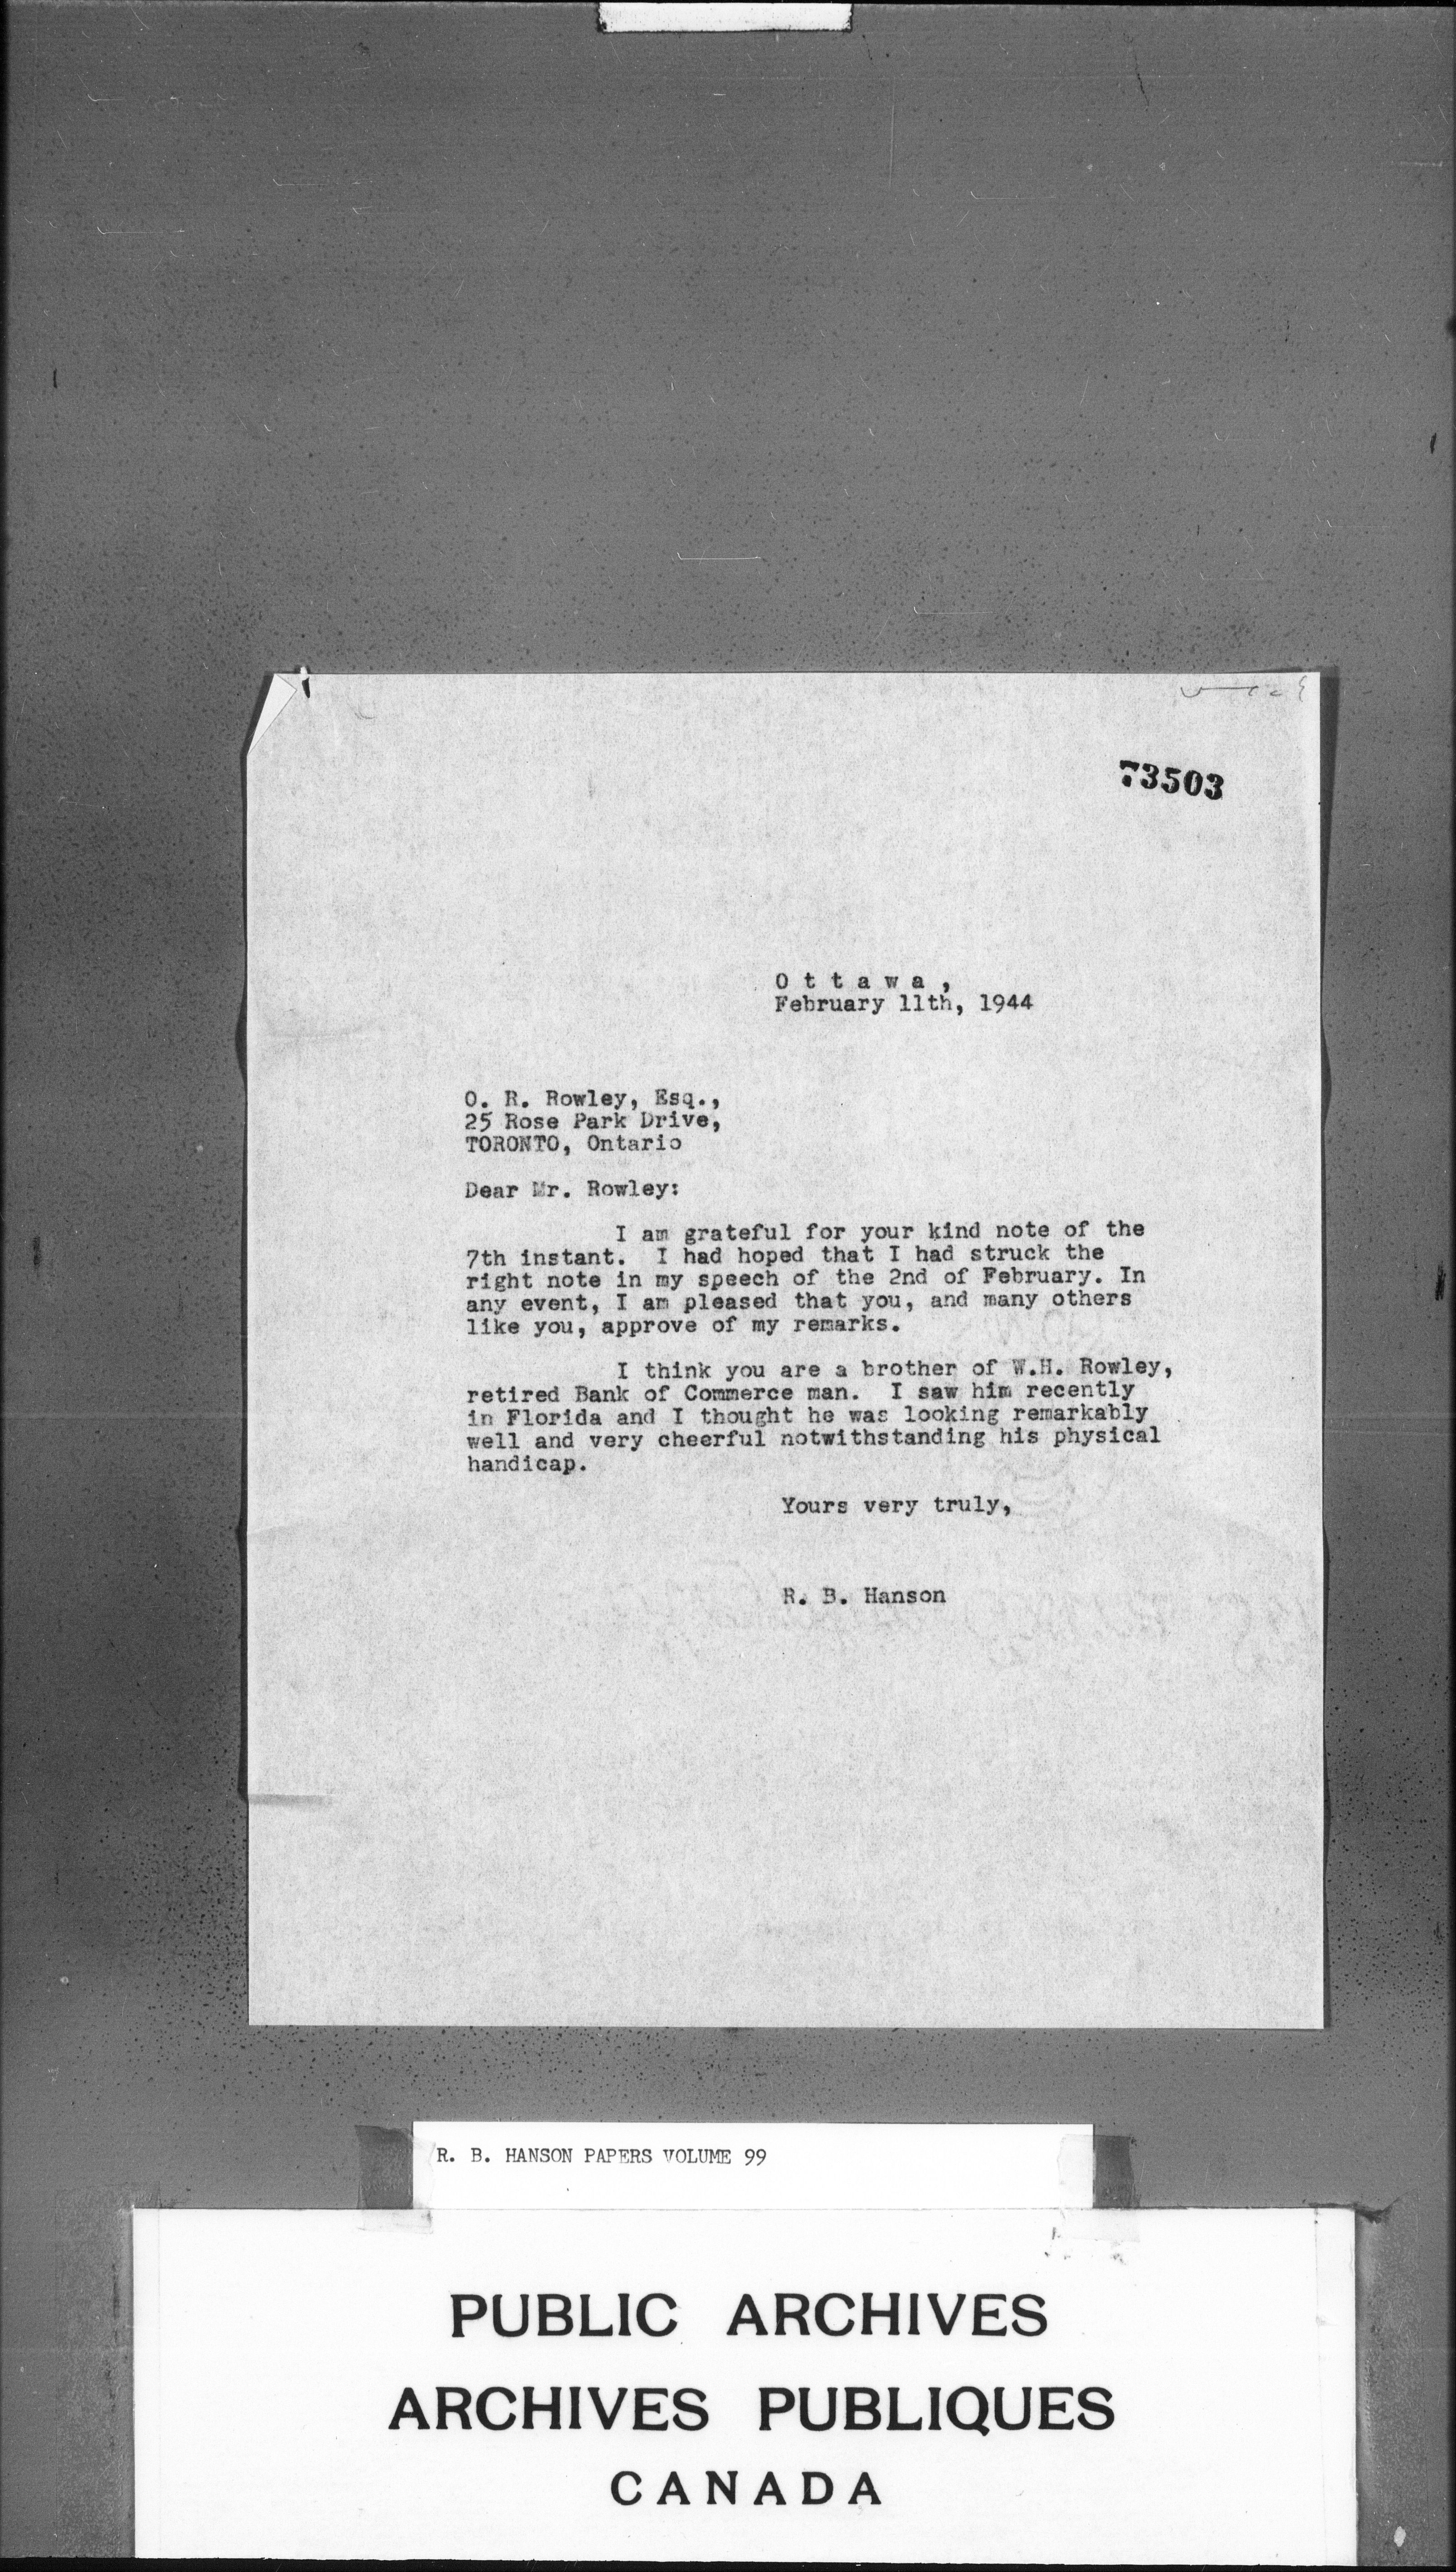 73503
O t t a w a ,
February 11th, 1944
O. R. Rowley, Esq.,
25 Rose Park Drive,
TORONTO, Ontario
Dear Mr. Rowley:
I am grateful for your kind note of the
7th instant. I had hoped that I had struck the
right note in my speech of the 2nd of February. In
any event, I am pleased that you, and many others
like you, approve of my remarks.
I think you are a brother of W.H. Rowley,
retired Bank of Commerce man. I saw him recently
in Florida and I thought he was looking remarkably
well and very cheerful notwithstanding his physical
handicap.
Yours very truly,
R. B. Hanson
R. B. HANSON PAPERS VOLUME 99
PUBLIC ARCHIVES
ARCHIVES PUBLIQUES
CANADA